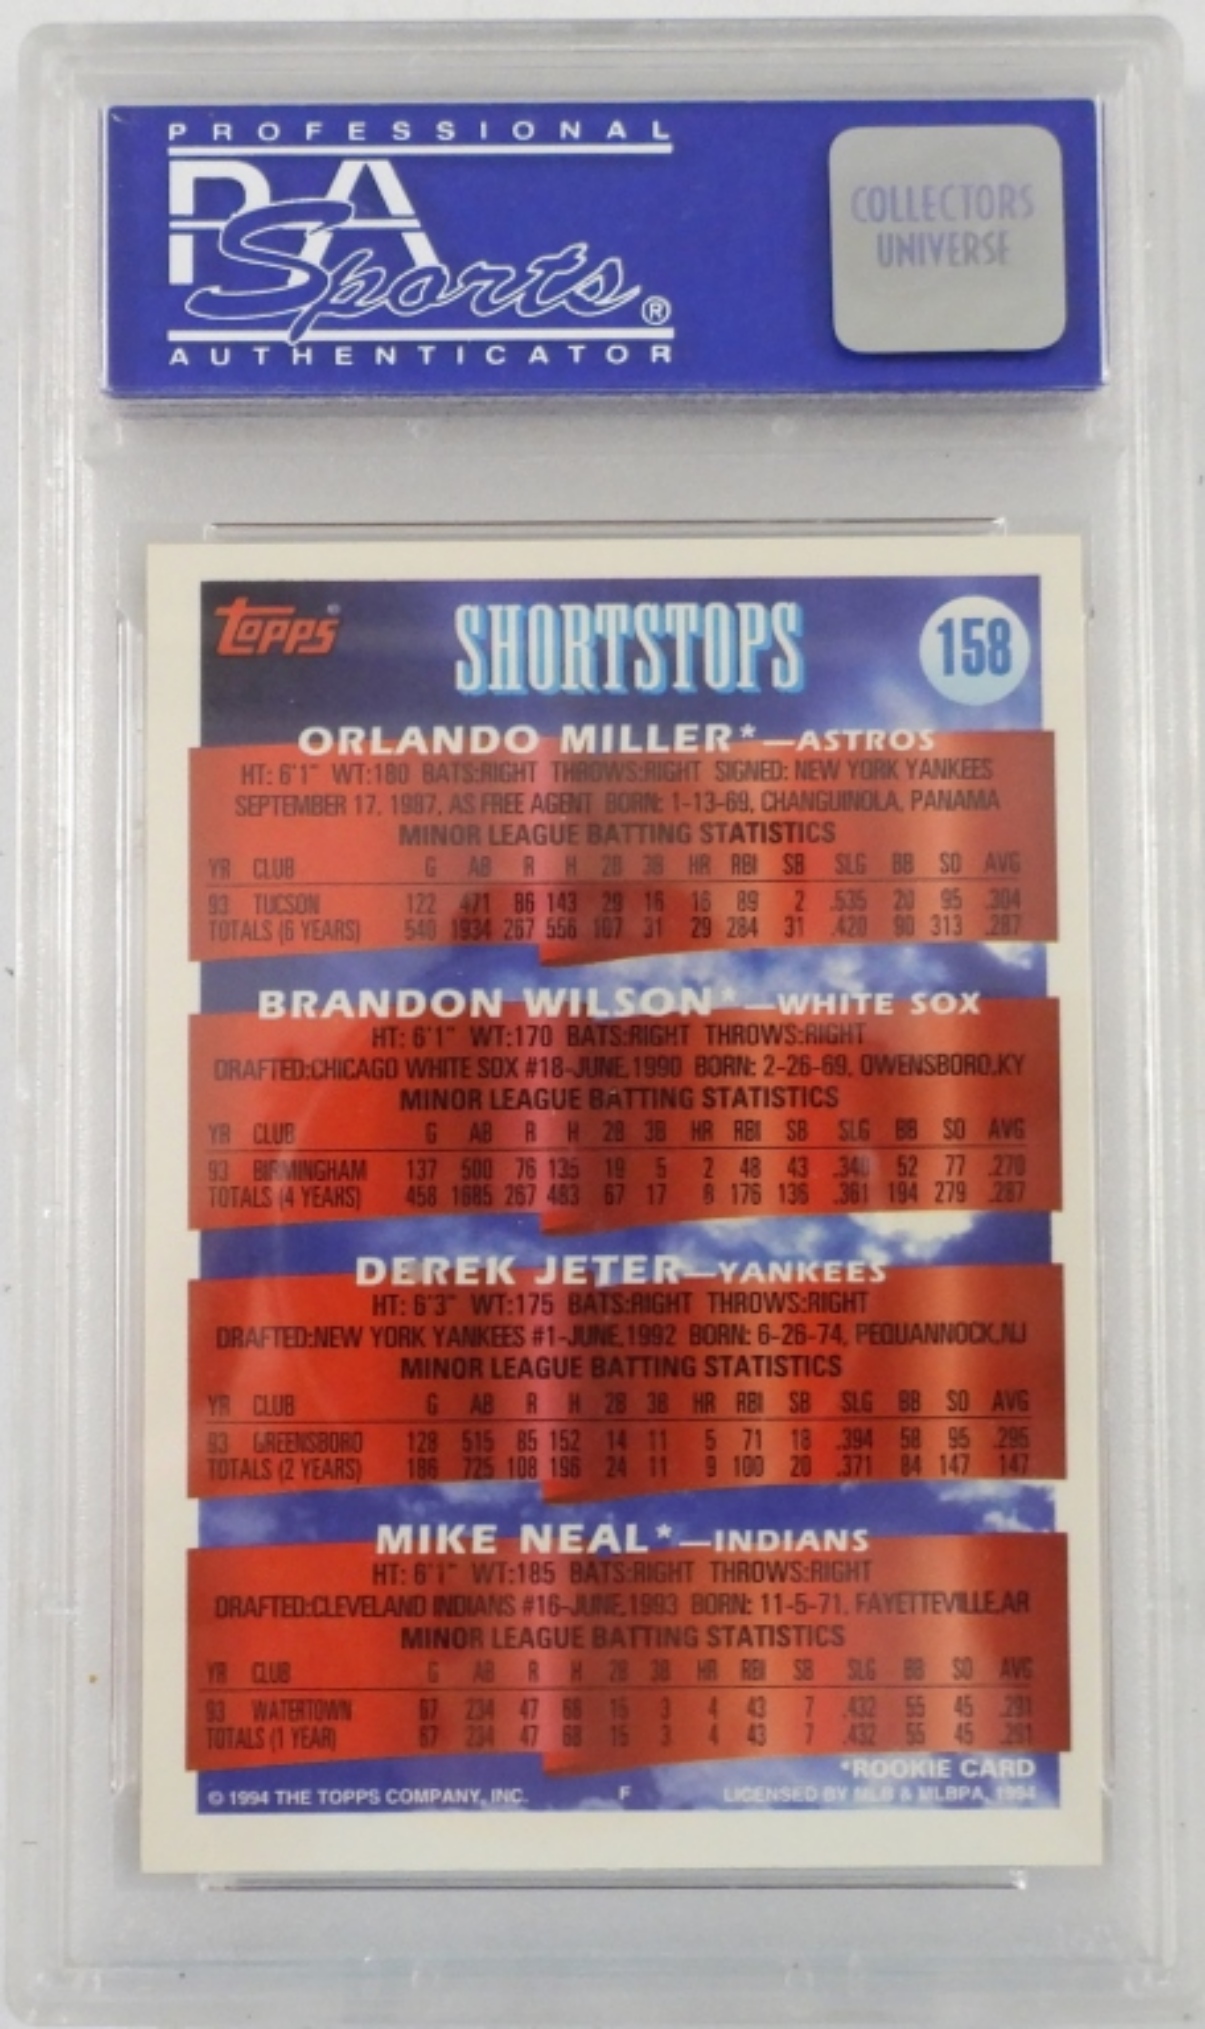 PROFESSIONAL
PSA
Sports®
AUTHENTICATOR
COLLECTORS
UNIVERSE
TOPPS®
SHORTSTOPS
158
ORLANDO MILLER*—ASTROS
HT: 6'1" WT:180 BATS:RIGHT THROWS:RIGHT SIGNED: NEW YORK YANKEES
SEPTEMBER 17, 1987, AS FREE AGENT BORN: 1-13-69, CHANGUINOLA, PANAMA
MINOR LEAGUE BATTING STATISTICS
YR CLUB G AB R H 2B 3B HR RBI SB SLG BB SO AVG
93 TUCSON 122 471 86 143 29 16 16 89 2 .535 20 95 .304
TOTALS (6 YEARS) 540 1934 267 556 107 31 29 284 31 .420 90 313 .287
BRANDON WILSON*—WHITE SOX
HT: 6'1" WT:170 BATS:RIGHT THROWS:RIGHT
DRAFTED:CHICAGO WHITE SOX #18-JUNE,1990 BORN: 2-26-69, OWENSBORO,KY
MINOR LEAGUE BATTING STATISTICS
YR CLUB G AB R H 2B 3B HR RBI SB SLG BB SO AVG
93 BIRMINGHAM 137 500 76 135 19 5 2 48 43 .340 52 77 .270
TOTALS (4 YEARS) 458 1685 267 483 67 17 8 176 136 .361 194 279 .287
DEREK JETER—YANKEES
HT: 6'3" WT:175 BATS:RIGHT THROWS:RIGHT
DRAFTED:NEW YORK YANKEES #1-JUNE,1992 BORN: 6-26-74, PEQUANNOCK,NJ
MINOR LEAGUE BATTING STATISTICS
YR CLUB G AB R H 2B 3B HR RBI SB SLG BB SO AVG
93 GREENSBORO 128 515 85 152 14 11 5 71 18 .394 58 95 .295
TOTALS (2 YEARS) 186 725 108 196 24 11 9 100 20 .371 84 147 .147
MIKE NEAL*—INDIANS
HT: 6'1" WT:185 BATS:RIGHT THROWS:RIGHT
DRAFTED:CLEVELAND INDIANS #16-JUNE,1993 BORN: 11-5-71, FAYETTEVILLE,AR
MINOR LEAGUE BATTING STATISTICS
YR CLUB G AB R H 2B 3B HR RBI SB SLG BB SO AVG
93 WATERTOWN 67 234 47 68 15 3 4 43 7 .432 55 45 .291
TOTALS (1 YEAR) 67 234 47 68 15 3 4 43 7 .432 55 45 .291
*ROOKIE CARD
© 1994 THE TOPPS COMPANY, INC. F LICENSED BY MLB & MLBPA, 1994